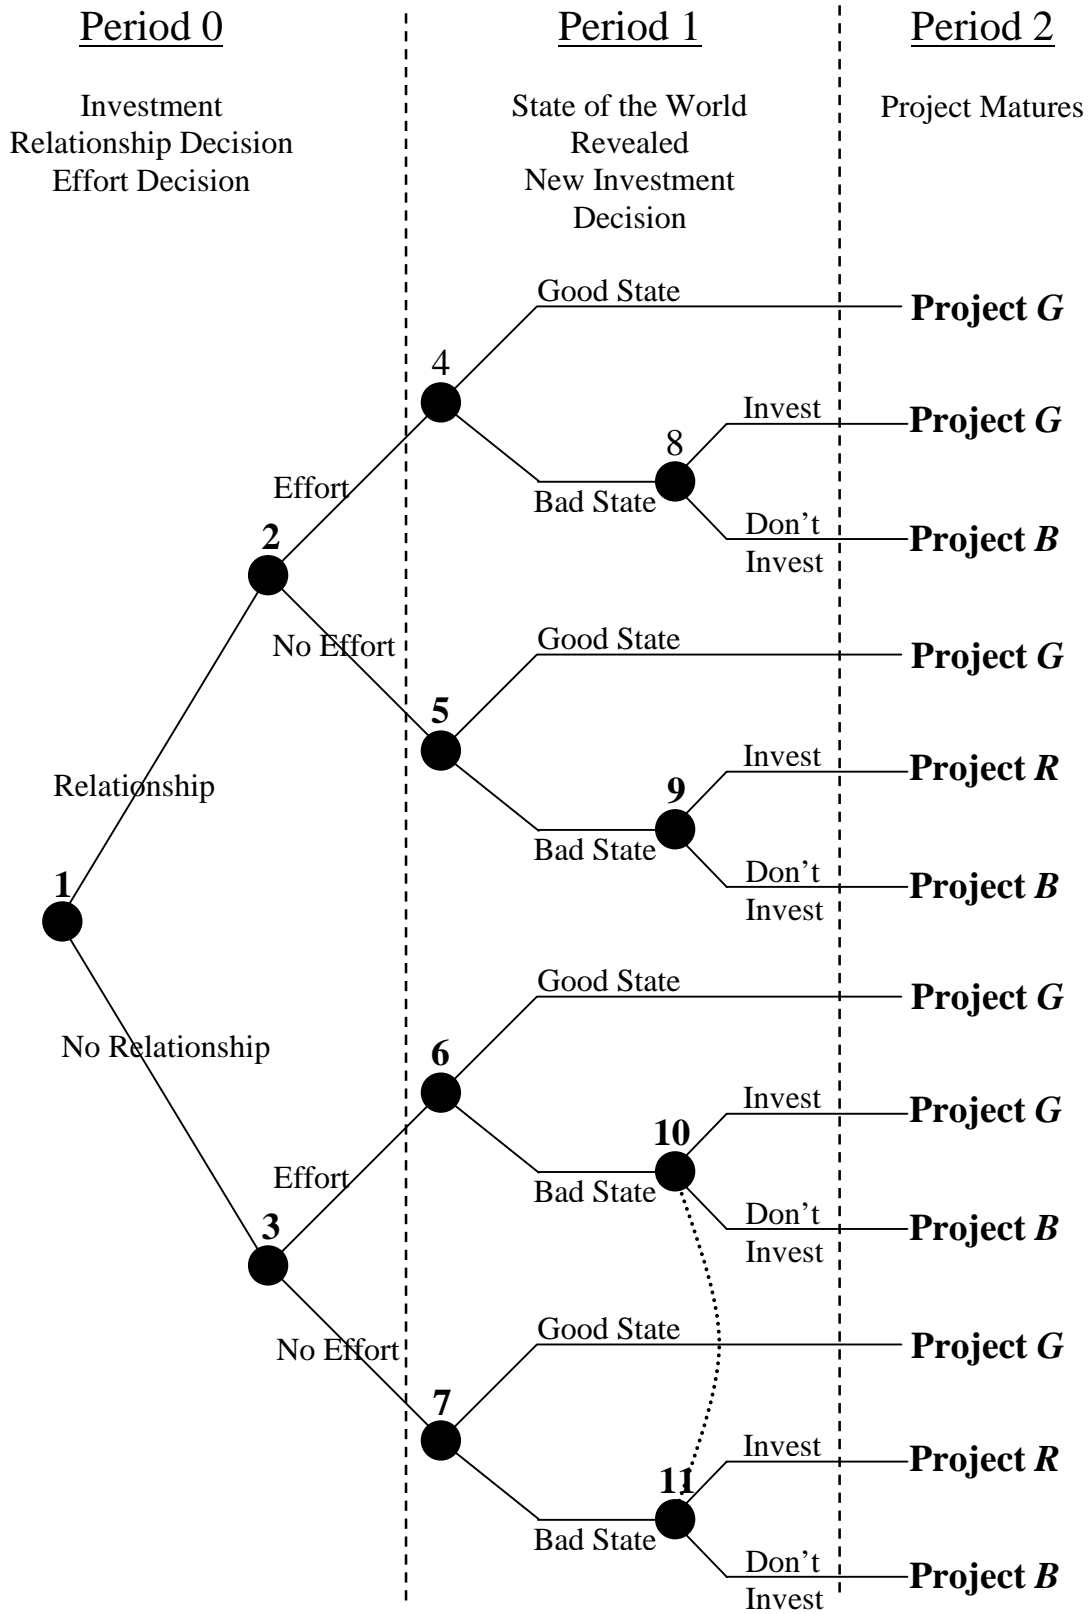 Period 0
Period 1
Period 2
Investment
Relationship Decision
Effort Decision
State of the World
Revealed
New Investment
Decision
Project Matures
Good State
Project G
4
Invest
Project G
8
Effort
Bad State
Don't
Invest
Project B
2
No Effort
Good State
Project G
5
Invest
Project R
9
Relationship
Bad State
Don't
Invest
Project B
1
Good State
Project G
No Relationship
6
Invest
Project G
10
Effort
Bad State
Don't
Invest
Project B
3
No Effort
Good State
Project G
7
Invest
Project R
11
Bad State
Don't
Invest
Project B